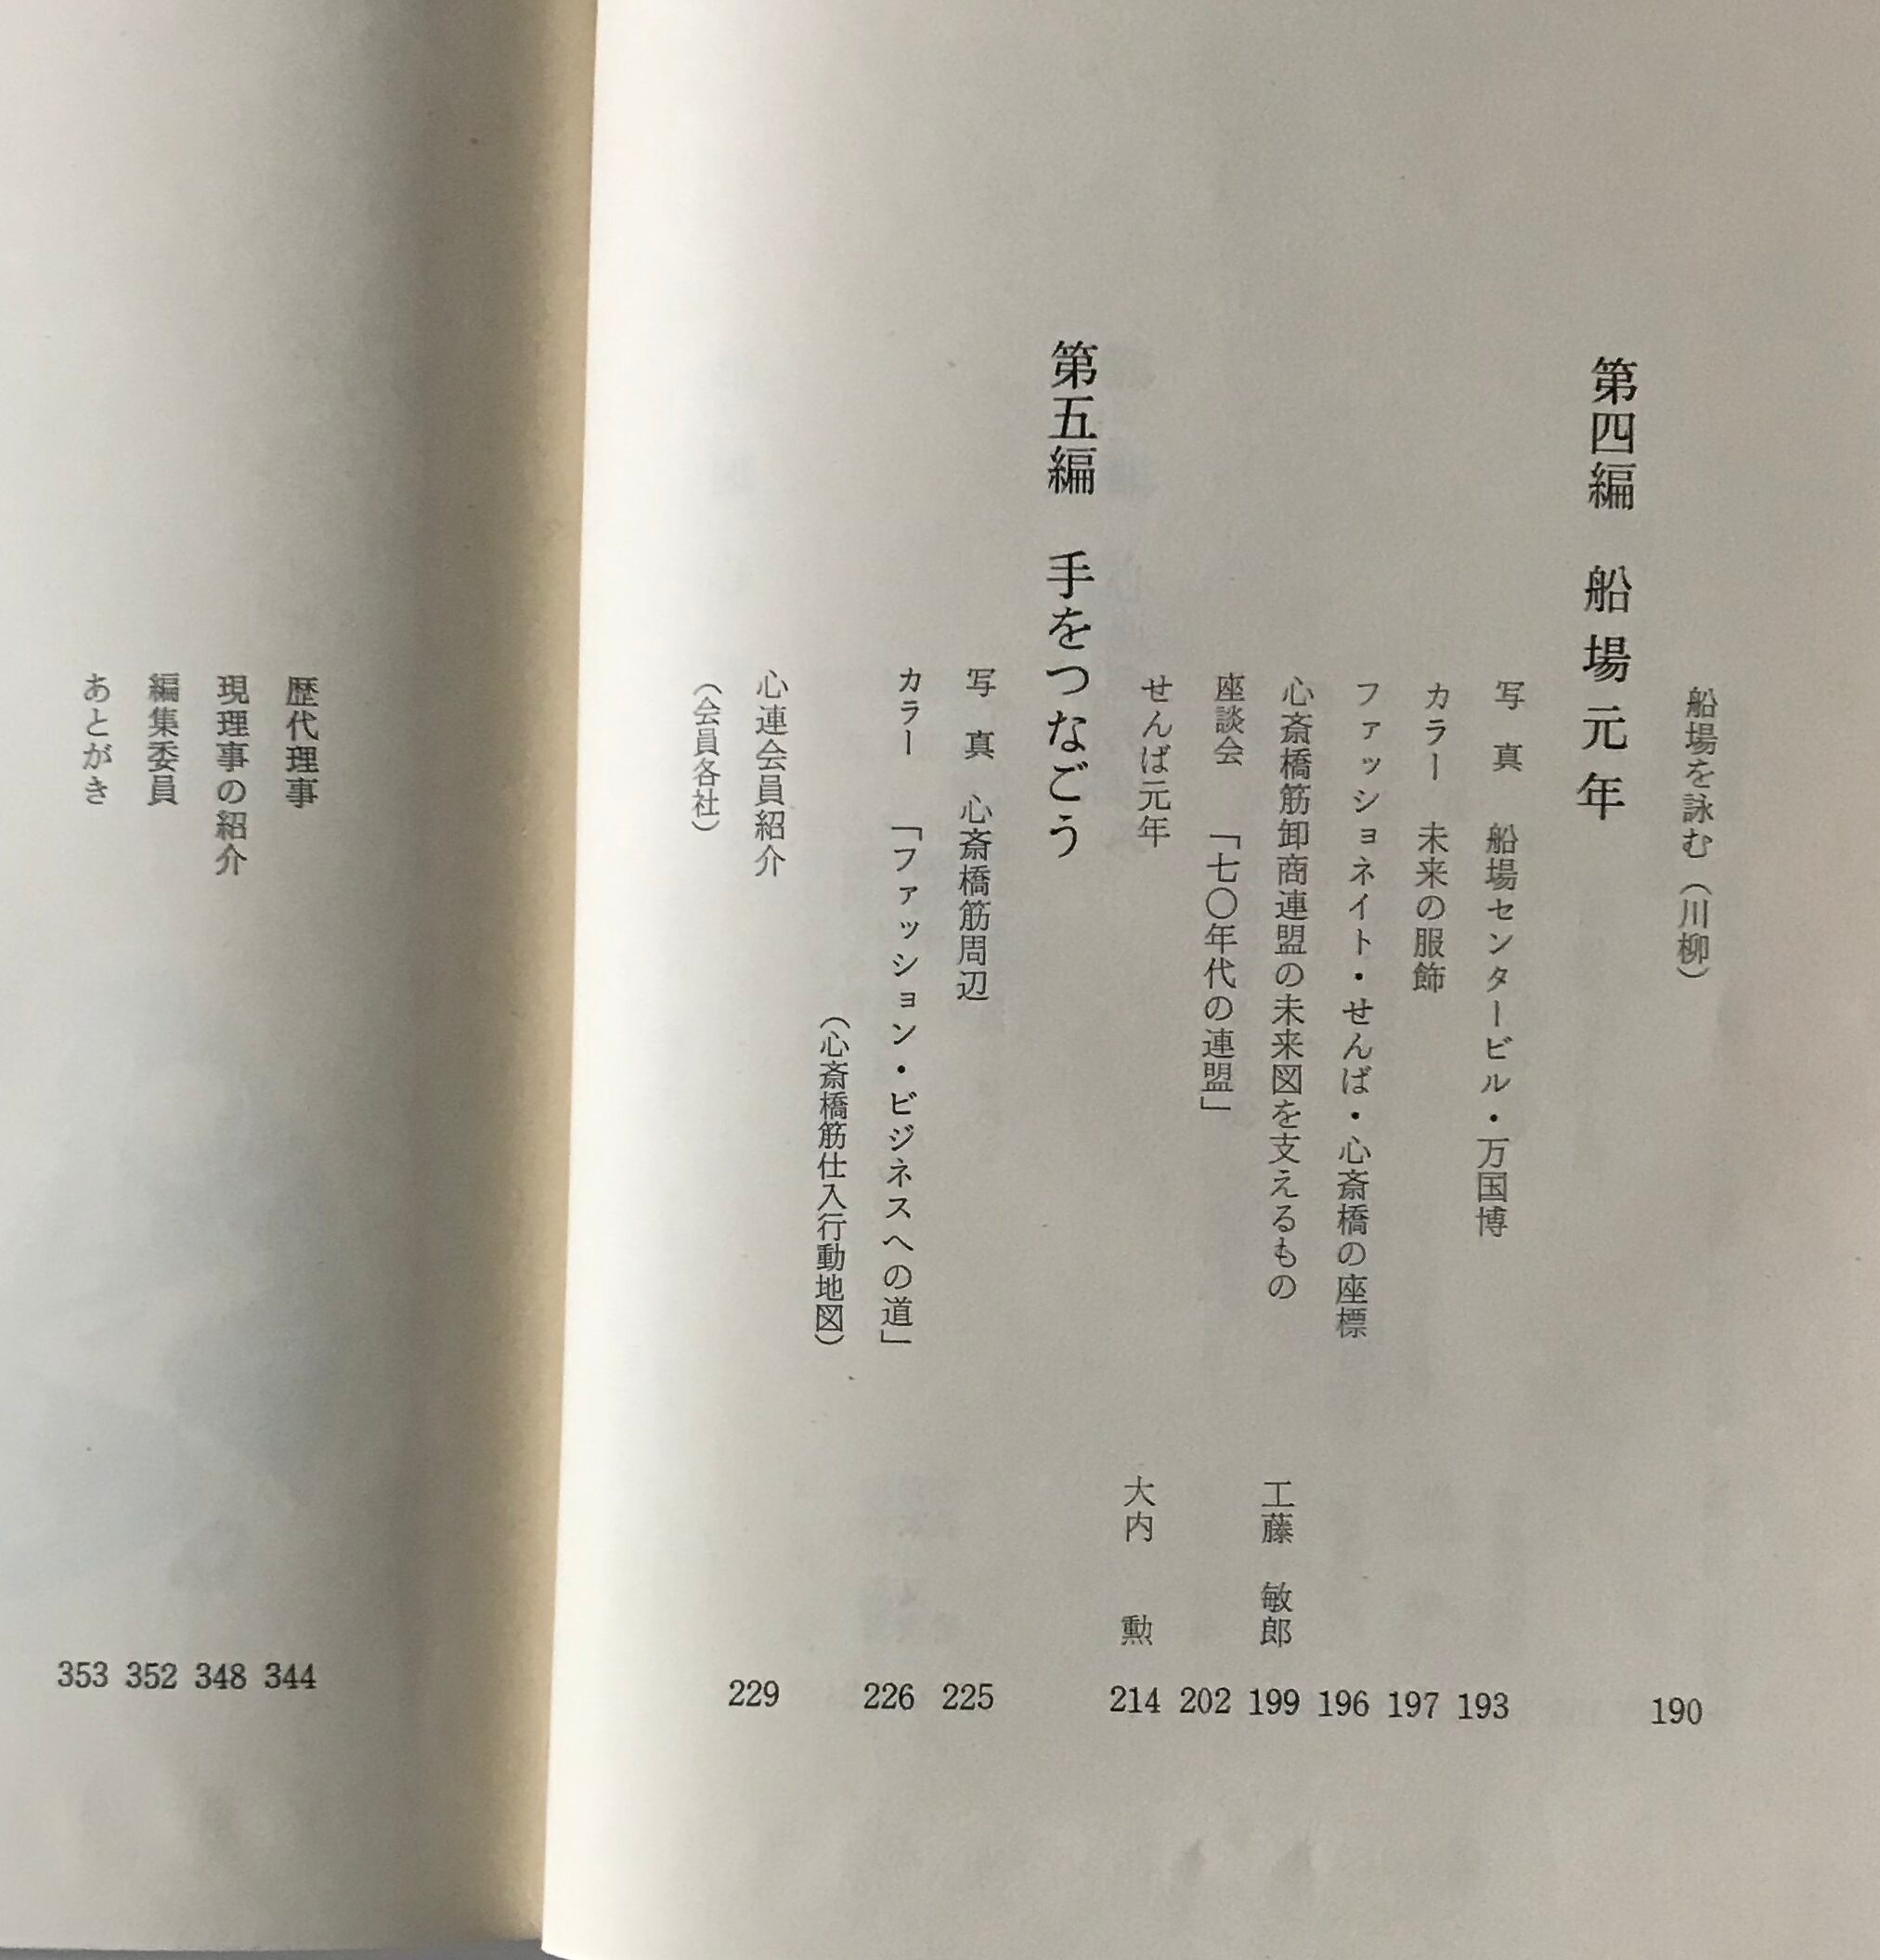 船場を詠む（川柳） 190
第四編 船場元年
写真 船場センタービル・万国博 193
カラー 未来の服飾 197
ファッショネイト・せんば・心斎橋の座標 196
心斎橋筋卸商連盟の未来図を支えるもの 工藤 敏郎 199
座談会 「七〇年代の連盟」 202
せんば元年 大内 勲 214
第五編 手をつなごう
写真 心斎橋筋周辺 225
カラー 「ファッション・ビジネスへの道」 226
（心斎橋筋仕入行動地図）
心連会員紹介 229
（会員各社）
歴代理事 344
現理事の紹介 348
編集委員 352
あとがき 353